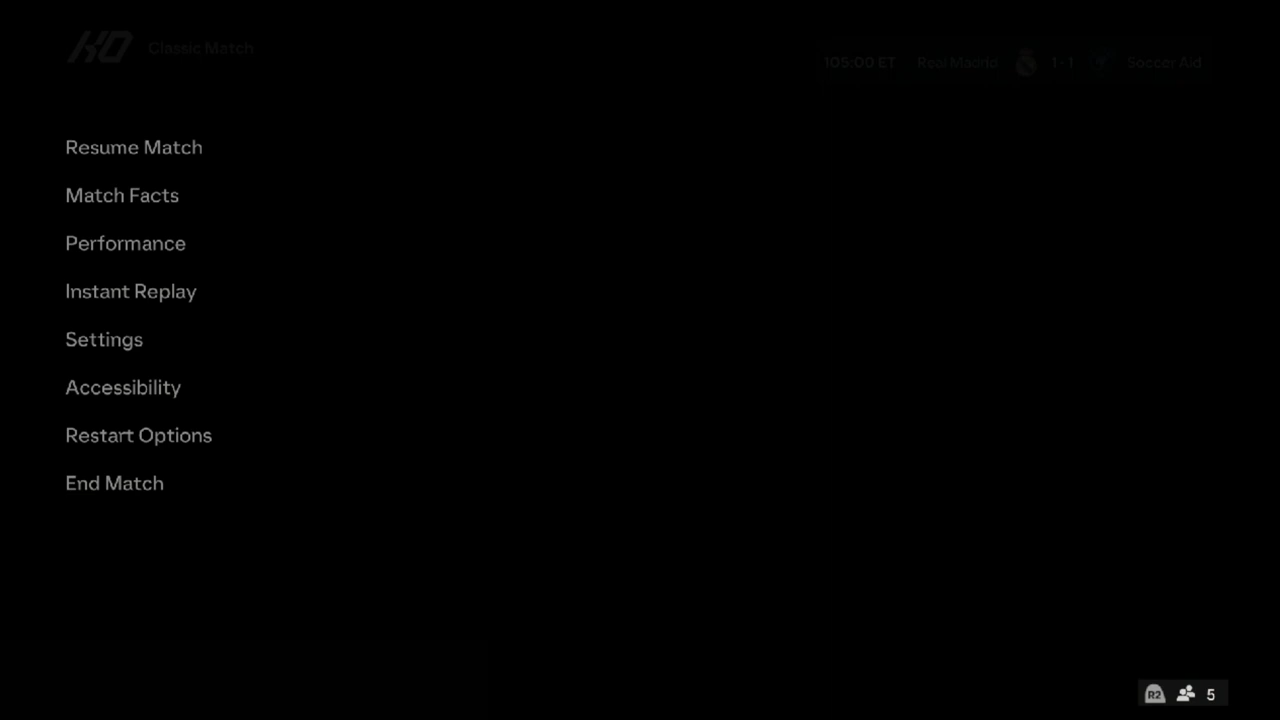 KO Classic Match
105:00 ET Real Madrid 1-1 Soccer Aid
Resume Match
Match Facts
Performance
Instant Replay
Settings
Accessibility
Restart Options
End Match
R2 5